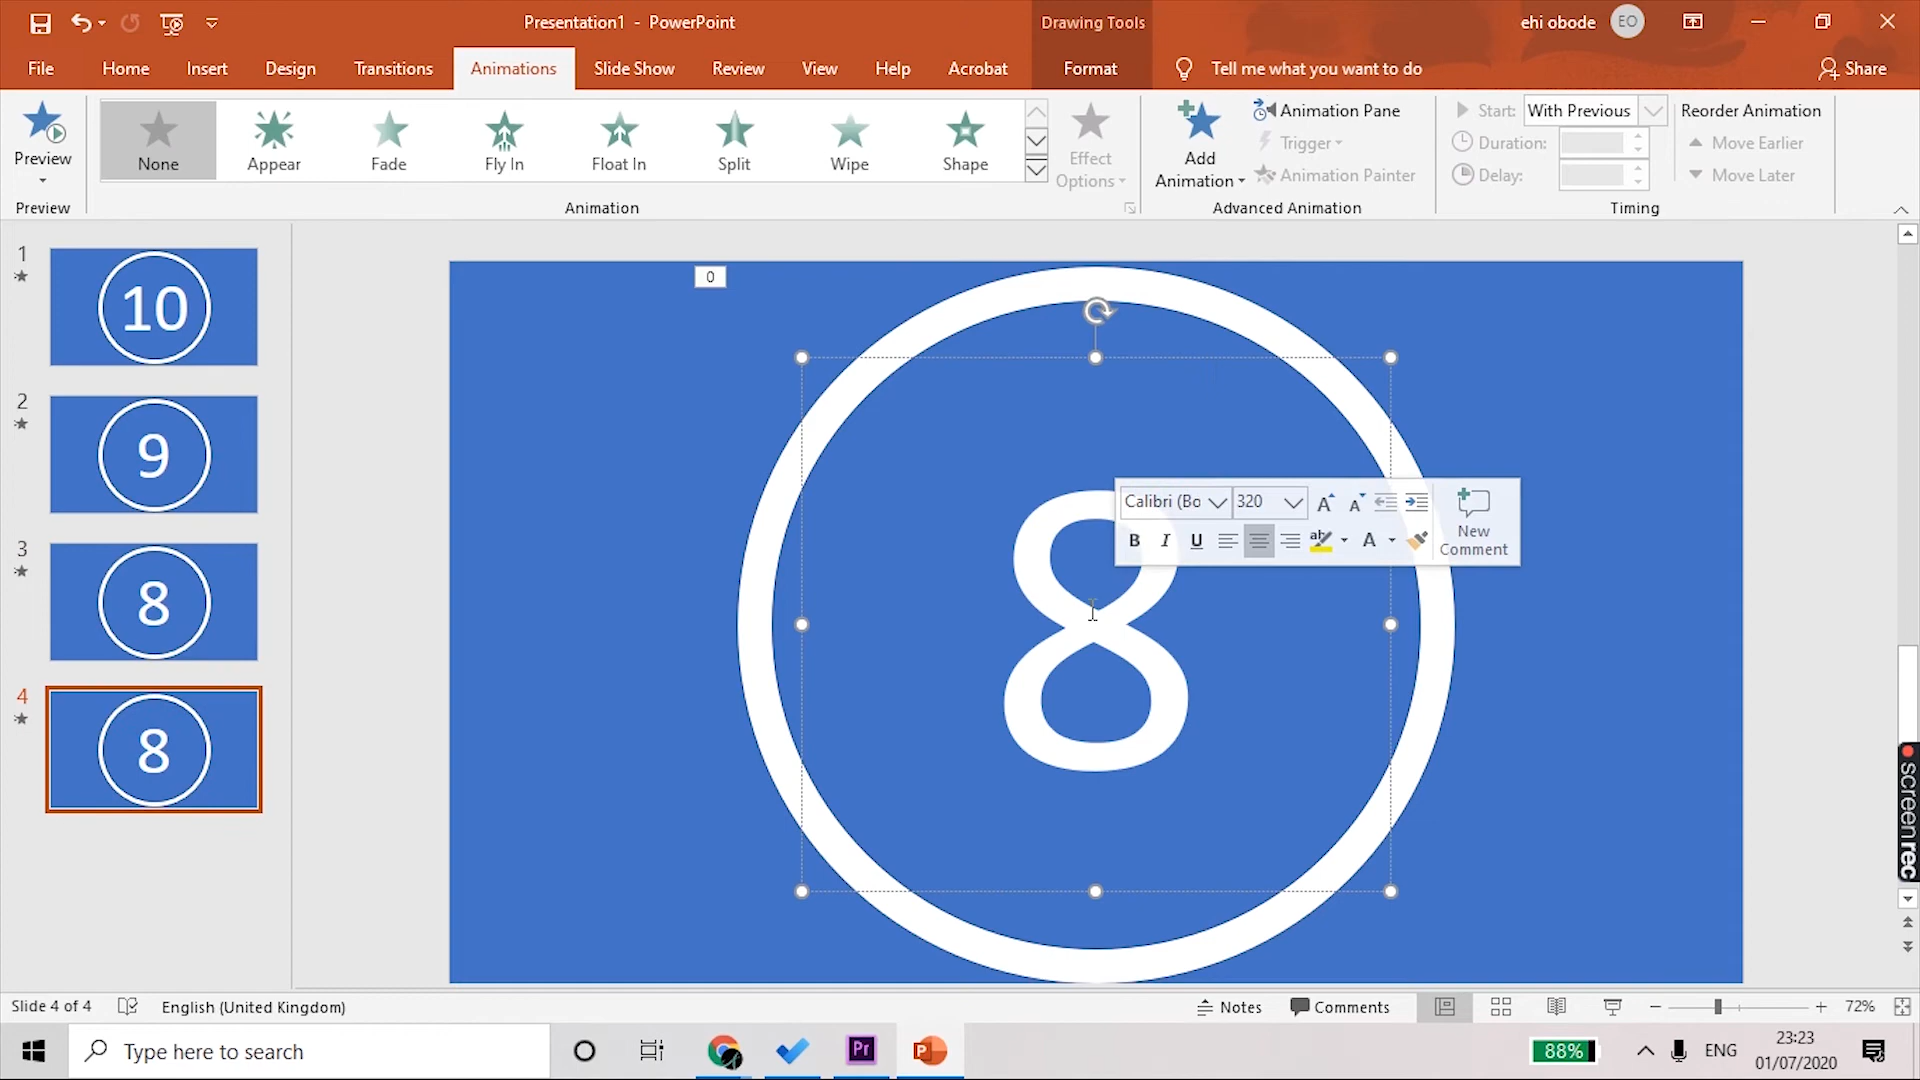 Presentation1 - PowerPoint
Drawing Tools
ehi obode
EO
File
Home
Insert
Design
Transitions
Animations
Slide Show
Review
View
Help
Acrobat
Format
Tell me what you want to do
Share
Preview
None
Appear
Fade
Fly In
Float In
Split
Wipe
Shape
Effect
Options
Add
Animation
Animation Pane
Trigger
Animation Painter
Start:
With Previous
Duration:
Delay:
Reorder Animation
Move Earlier
Move Later
Preview
Animation
Advanced Animation
Timing
1
10
2
9
3
8
4
8
0
8
Calibri (Bo
320
A
A
B
I
U
ab
A
New
Comment
screenrec
Slide 4 of 4
English (United Kingdom)
Notes
Comments
72%
Type here to search
Pr
P
88%
ENG
23:23
01/07/2020